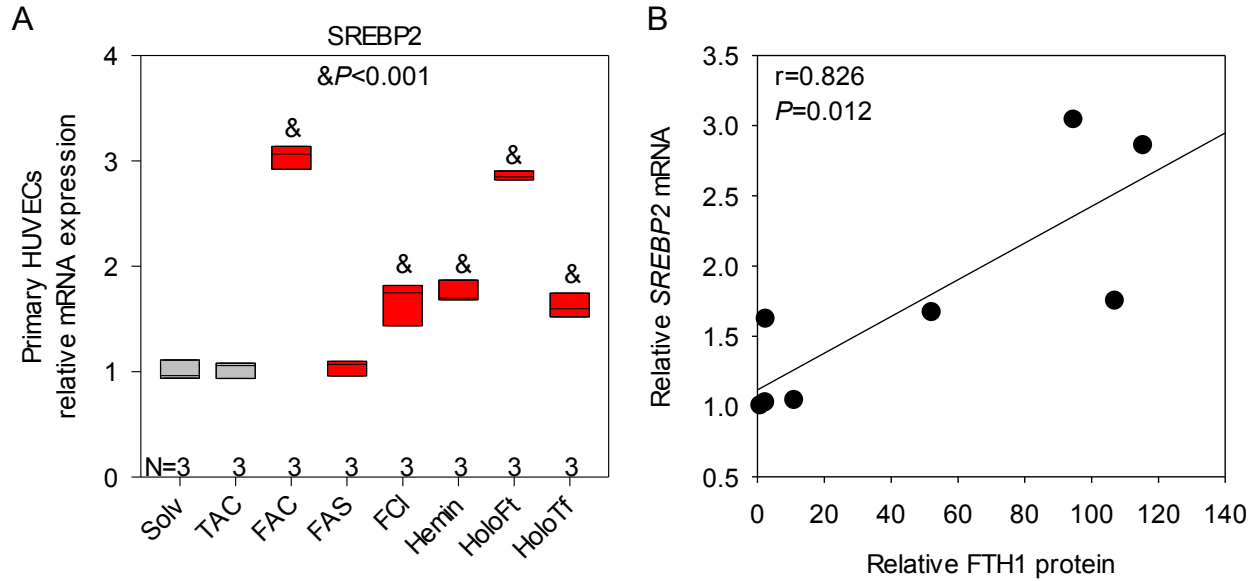 A
SREBP2
&P<0.001
Primary HUVECs
relative mRNA expression
4
3
2
1
0
&
&
&
&
&
N=3 3 3 3 3 3 3 3
Solv TAC FAC FAS FCl Hemin HoloFt HoloTf
B
r=0.826
P=0.012
Relative SREBP2 mRNA
3.5
3.0
2.5
2.0
1.5
1.0
0.5
0 20 40 60 80 100 120 140
Relative FTH1 protein